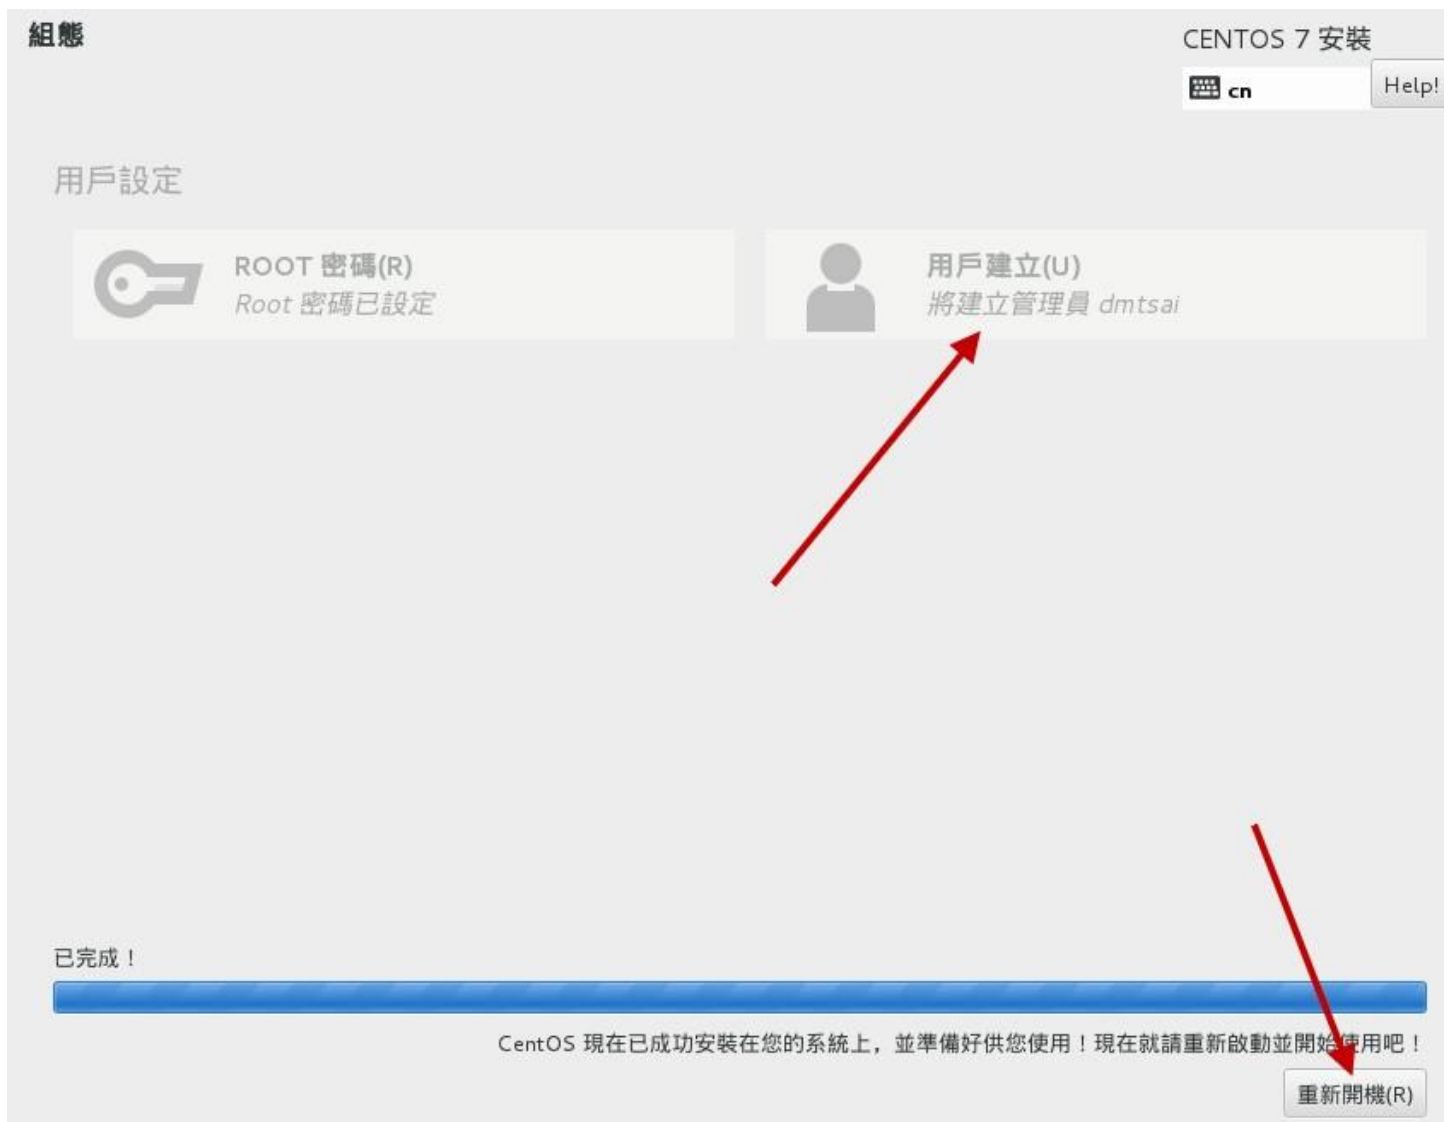 組態
CENTOS 7 安裝
cn
Help!
用戶設定
ROOT 密碼(R)
Root 密碼已設定
用戶建立(U)
將建立管理員 dmtsai
已完成！
CentOS 現在已成功安裝在您的系統上，並準備好供您使用！現在就請重新啟動並開始使用吧！
重新開機(R)